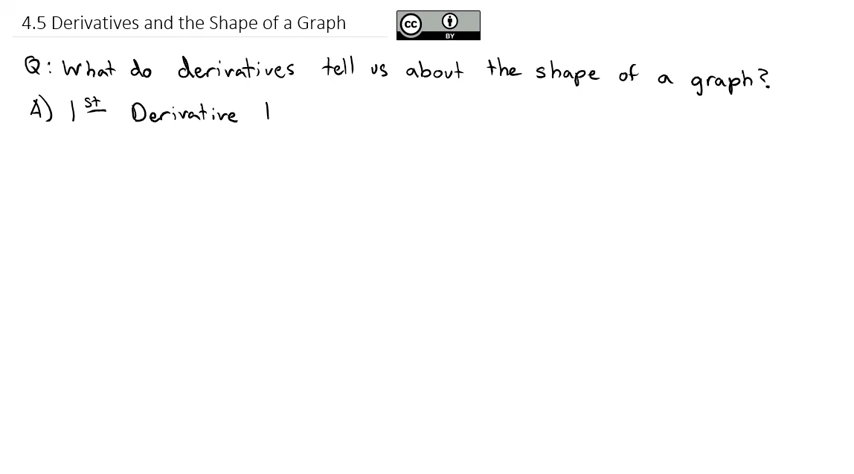 4.5 Derivatives and the Shape of a Graph
cc BY
Q: What do derivatives tell us about the shape of a graph?
A) 1st Derivative